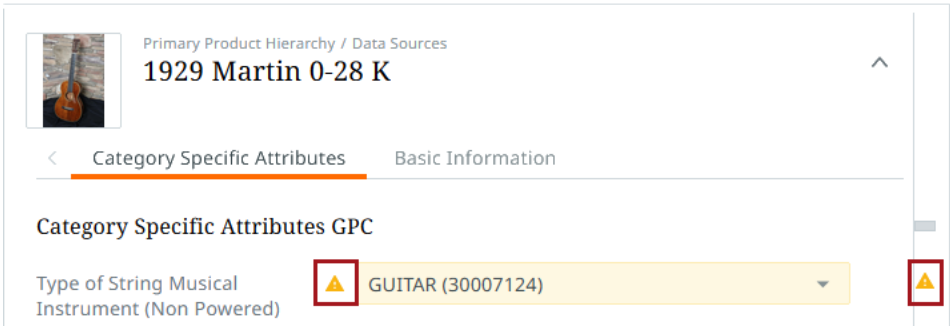 Primary Product Hierarchy / Data Sources
1929 Martin 0-28 K
Category Specific Attributes
Basic Information
Category Specific Attributes GPC
Type of String Musical
Instrument (Non Powered)
GUITAR (30007124)